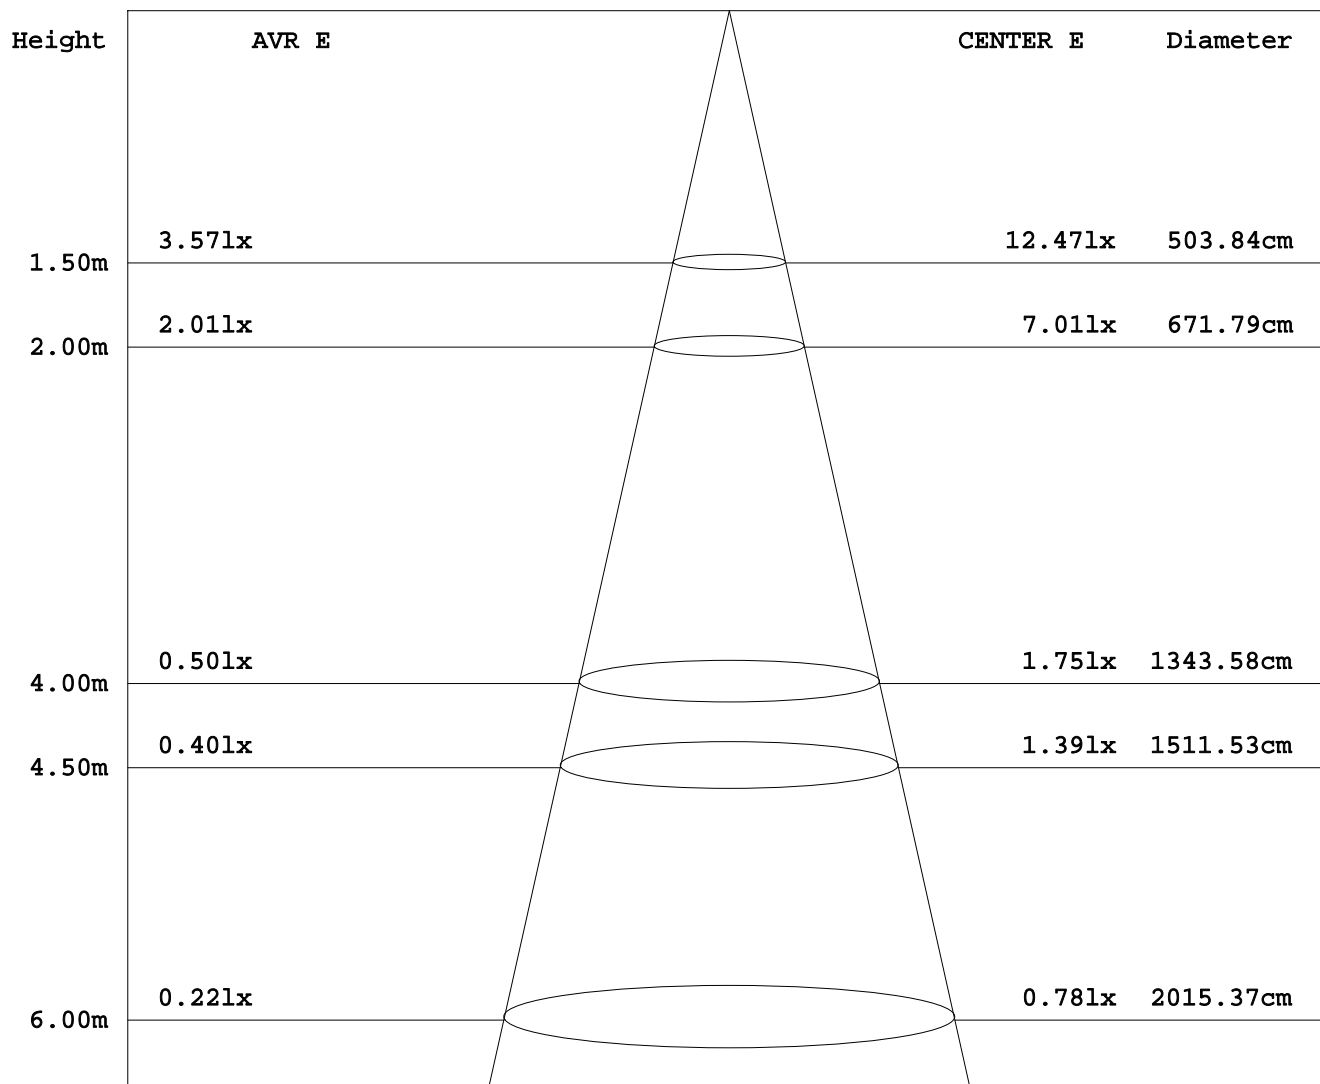 Height AVR E CENTER E Diameter
3.57lx 12.47lx 503.84cm
1.50m
2.01lx 7.01lx 671.79cm
2.00m
0.50lx 1.75lx 1343.58cm
4.00m
0.40lx 1.39lx 1511.53cm
4.50m
0.22lx 0.78lx 2015.37cm
6.00m